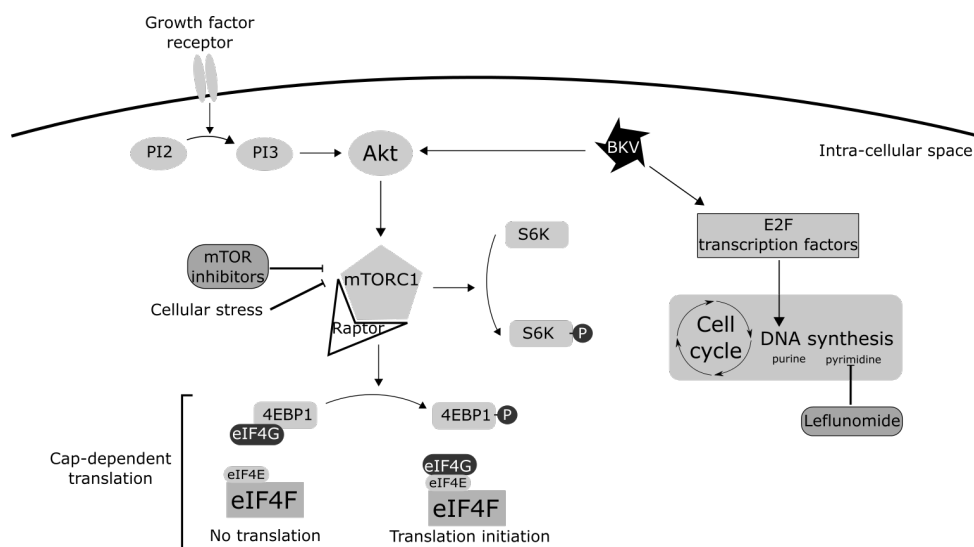 Growth factor
receptor
PI2
PI3
Akt
BKV
Intra-cellular space
E2F
transcription factors
mTOR
inhibitors
Cellular stress
mTORC1
Raptor
S6K
S6K
P
Cell
cycle
DNA synthesis
purine
pyrimidine
Leflunomide
4EBP1
eIF4G
4EBP1
P
Cap-dependent
translation
eIF4E
eIF4F
No translation
eIF4G
eIF4E
eIF4F
Translation initiation